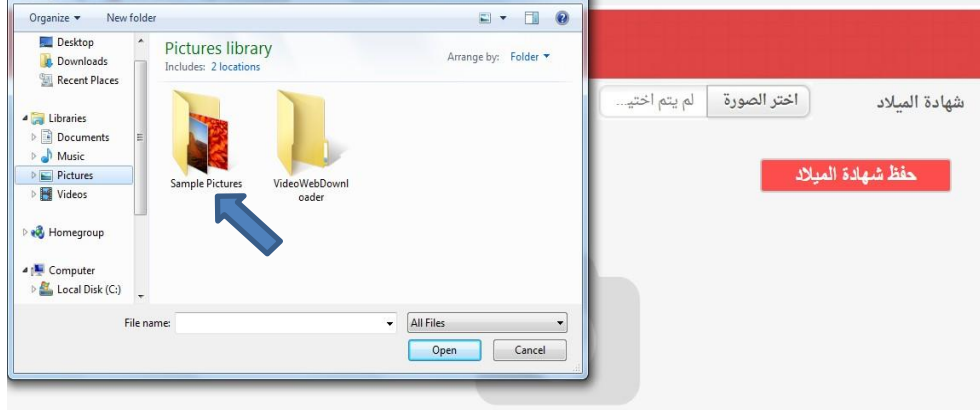 Organize New folder
Desktop
Downloads
Recent Places
Libraries
Documents
Music
Pictures
Videos
Homegroup
Computer
Local Disk (C:)
Pictures library
Includes: 2 locations
Arrange by: Folder
Sample Pictures
VideoWebDownl
oader
File name:
All Files
Open Cancel
شهادة الميلاد اختر الصورة لم يتم اختيـ...
حفظ شهادة الميلاد